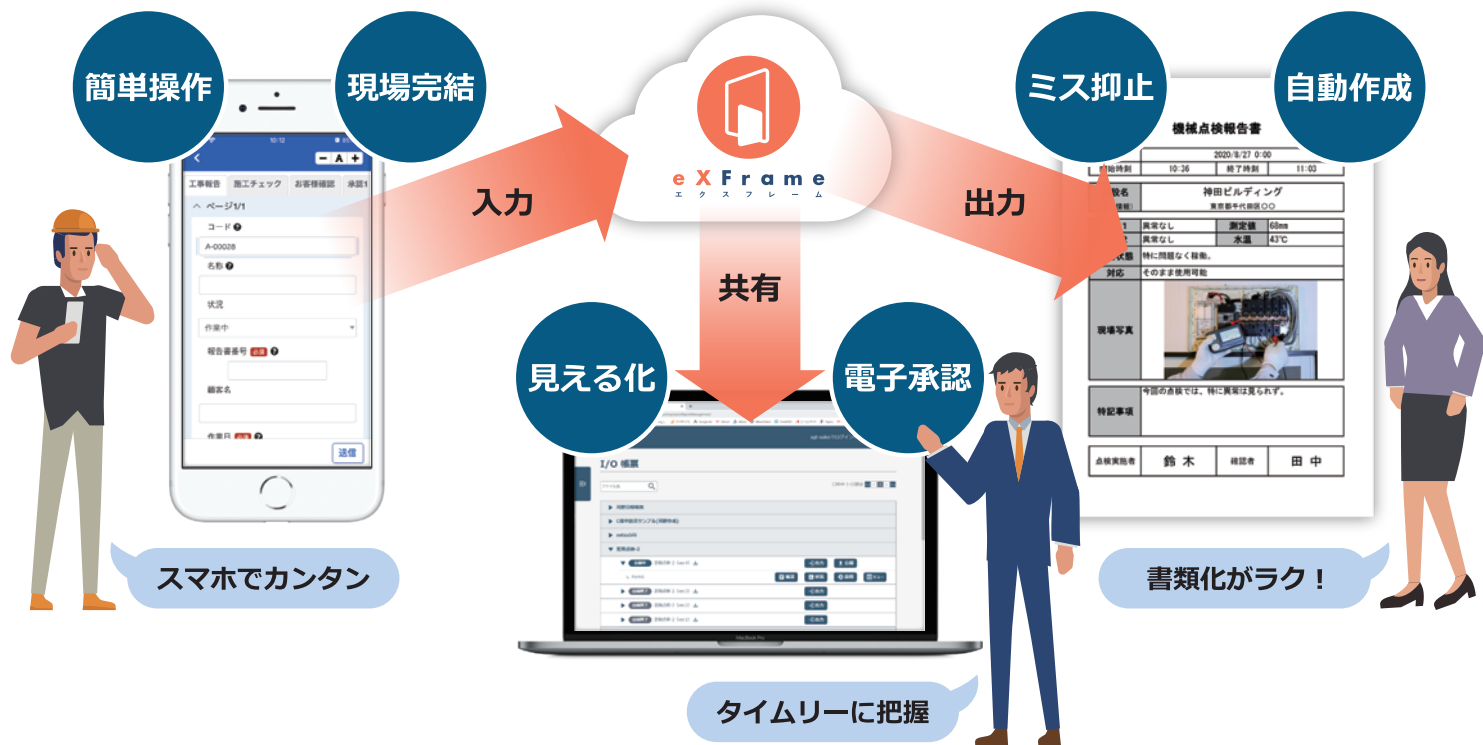 簡単操作
現場完結
10:12
− A +
工事報告 施工チェック お客様確認 承認1
ページ1/1
コード
A-00028
名称
状況
作業中
報告書番号 必須
顧客名
作業日 必須
送信
スマホでカンタン
入力
eXFrame
エクスフレーム
共有
出力
見える化
電子承認
I/O 帳票
MacBook Pro
タイムリーに把握
ミス抑止
自動作成
機械点検報告書
2020/8/27 0:00
開始時刻 10:36 終了時刻 11:03
神田ビルディング
東京都千代田区〇〇
異常なし 測定値 68mm
異常なし 水温 43℃
特に問題なく稼働。
対応 そのまま使用可能
現場写真
特記事項 今回の点検では、特に異常は見られず。
点検実施者 鈴木 確認者 田中
書類化がラク！